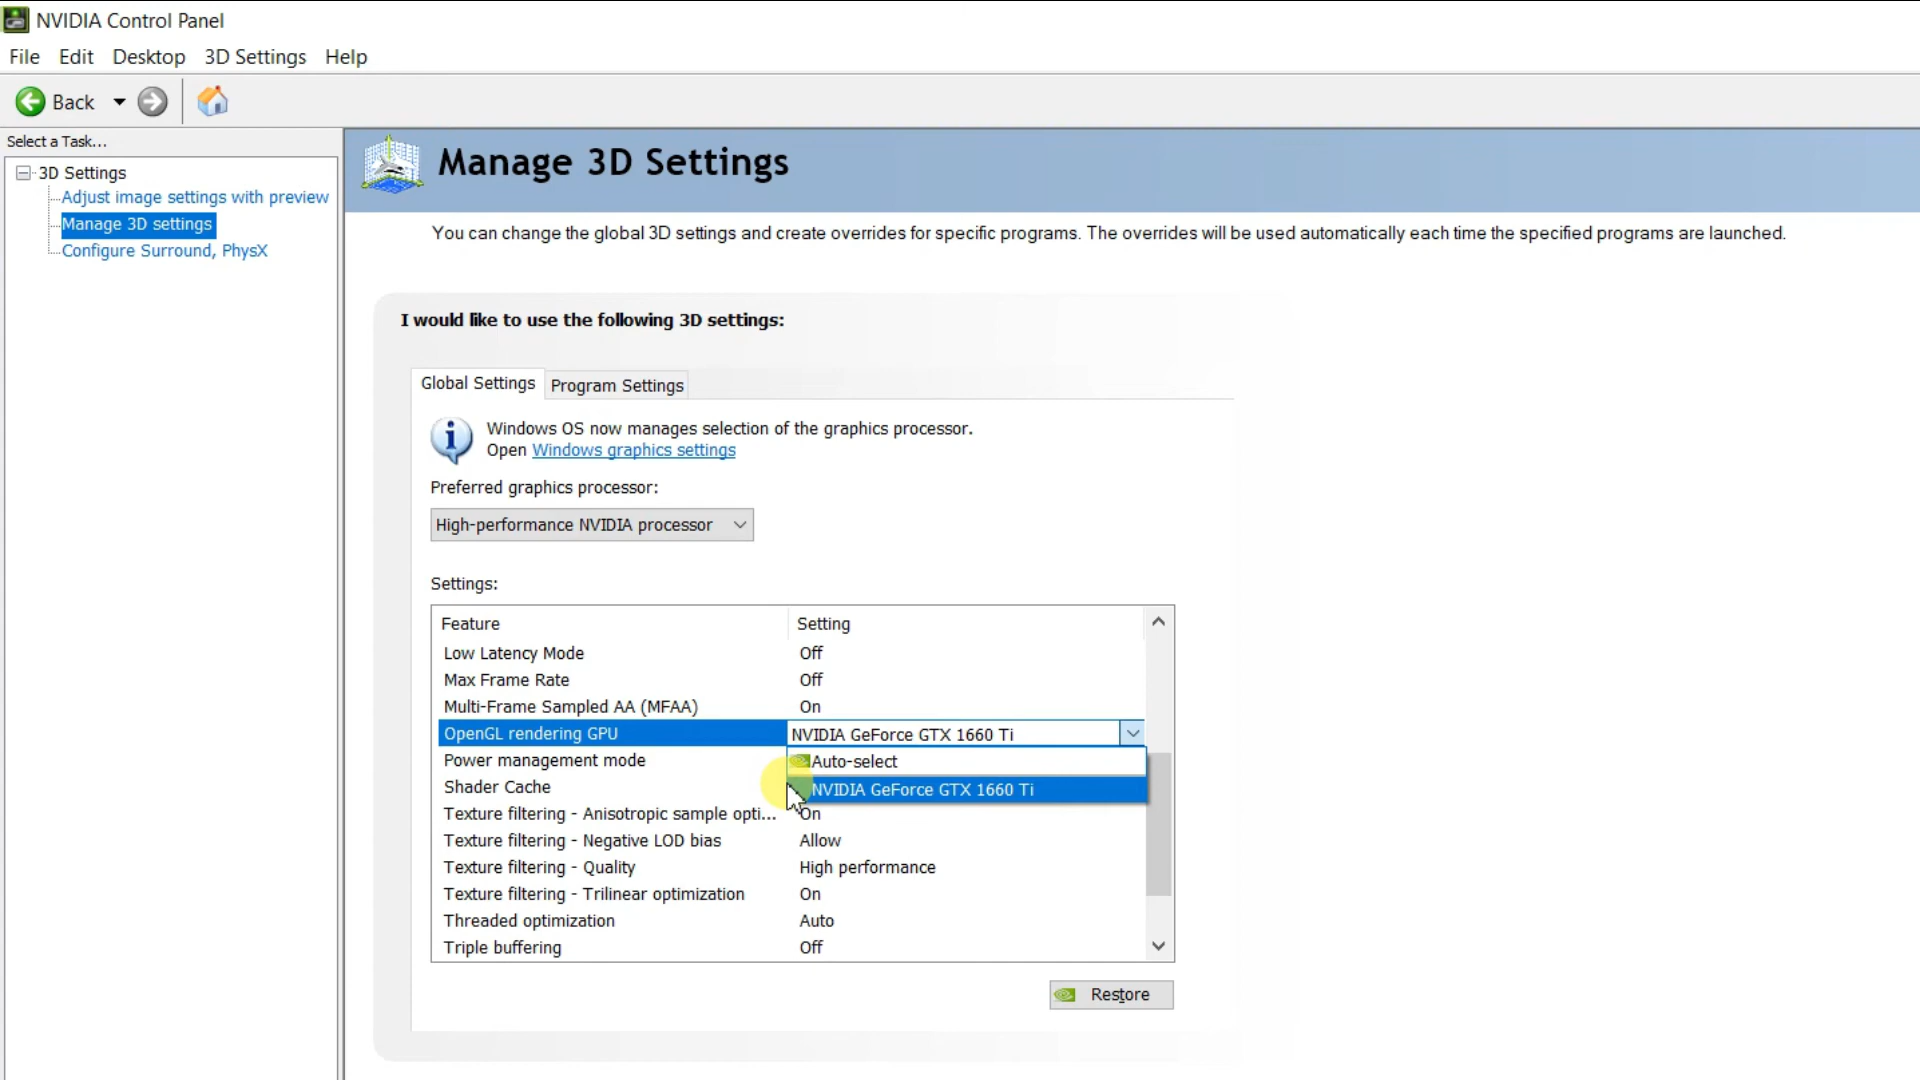 NVIDIA Control Panel
File Edit Desktop 3D Settings Help
Back
Select a Task...
3D Settings
Adjust image settings with preview
Manage 3D settings
Configure Surround, PhysX
Manage 3D Settings
You can change the global 3D settings and create overrides for specific programs. The overrides will be used automatically each time the specified programs are launched.
I would like to use the following 3D settings:
Global Settings Program Settings
Windows OS now manages selection of the graphics processor.
Open Windows graphics settings
Preferred graphics processor:
High-performance NVIDIA processor
Settings:
Feature Setting
Low Latency Mode Off
Max Frame Rate Off
Multi-Frame Sampled AA (MFAA) On
OpenGL rendering GPU NVIDIA GeForce GTX 1660 Ti
Power management mode Auto-select
Shader Cache NVIDIA GeForce GTX 1660 Ti
Texture filtering - Anisotropic sample opti... On
Texture filtering - Negative LOD bias Allow
Texture filtering - Quality High performance
Texture filtering - Trilinear optimization On
Threaded optimization Auto
Triple buffering Off
Restore